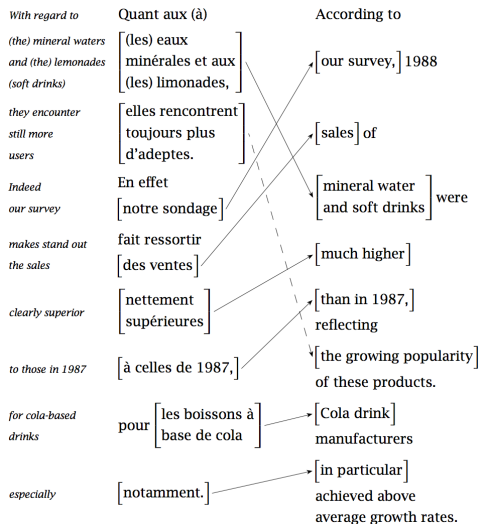 With regard to
(the) mineral waters
and (the) lemonades
(soft drinks)
they encounter
still more
users
Indeed
our survey
makes stand out
the sales
clearly superior
to those in 1987
for cola-based
drinks
especially
Quant aux (à)
[(les) eaux
minérales et aux
(les) limonades,]
[elles rencontrent
toujours plus
d'adeptes.]
En effet
[notre sondage]
fait ressortir
[des ventes]
[nettement
supérieures]
[à celles de 1987,]
pour [les boissons à
base de cola]
[notamment.]
According to
[our survey,] 1988
[sales] of
[mineral water
and soft drinks] were
[much higher]
[than in 1987,]
reflecting
[the growing popularity]
of these products.
[Cola drink]
manufacturers
[in particular]
achieved above
average growth rates.